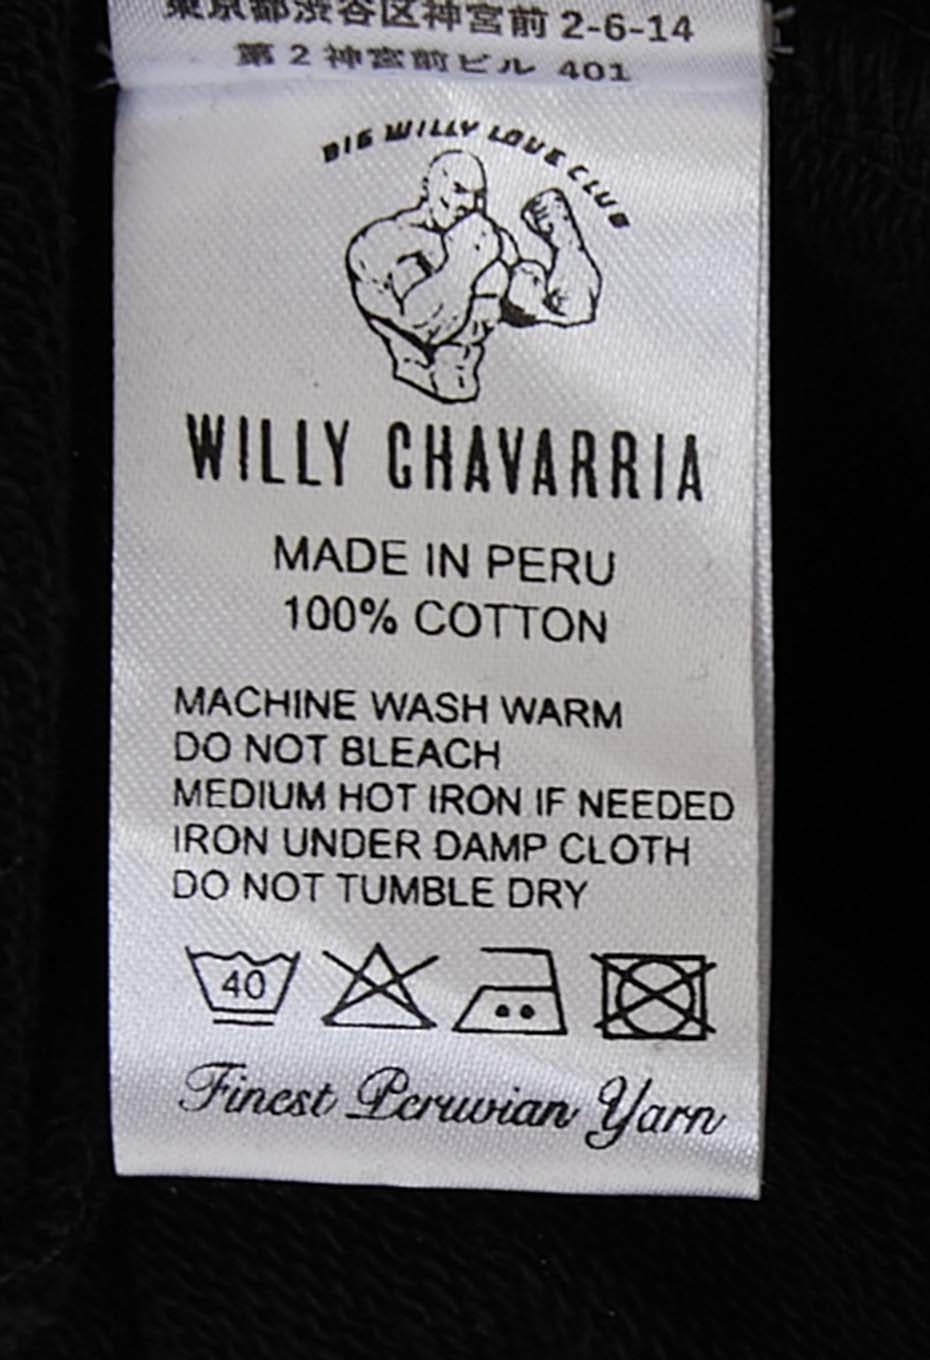 東京都渋谷区神宮前 2-6-14
第 2 神宮前ビル 401
BIG WILLY LOVE CLUB
WILLY CHAVARRIA
MADE IN PERU
100% COTTON
MACHINE WASH WARM
DO NOT BLEACH
MEDIUM HOT IRON IF NEEDED
IRON UNDER DAMP CLOTH
DO NOT TUMBLE DRY
40
Finest Peruvian Yarn